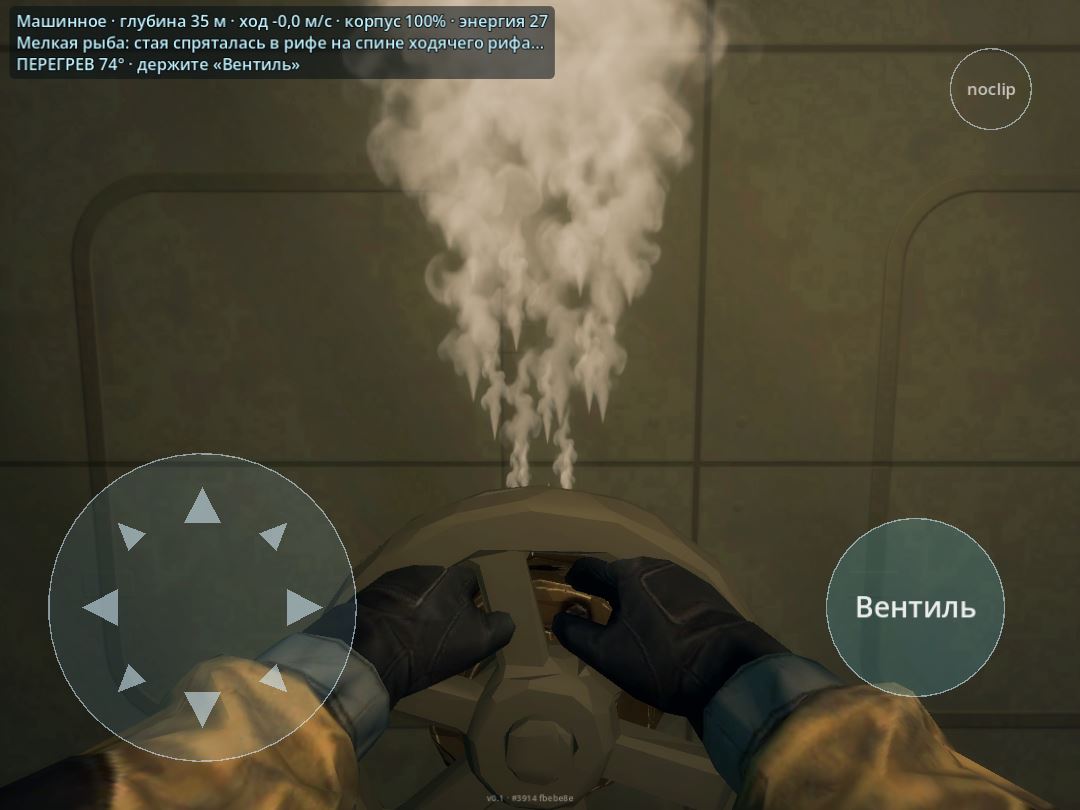 Машинное · глубина 35 м · ход -0,0 м/с · корпус 100% · энергия 27
Мелкая рыба: стая спряталась в рифе на спине ходячего рифа...
ПЕРЕГРЕВ 74° · держите «Вентиль»
noclip
Вентиль
v0.1 · #3914 fbebe8e